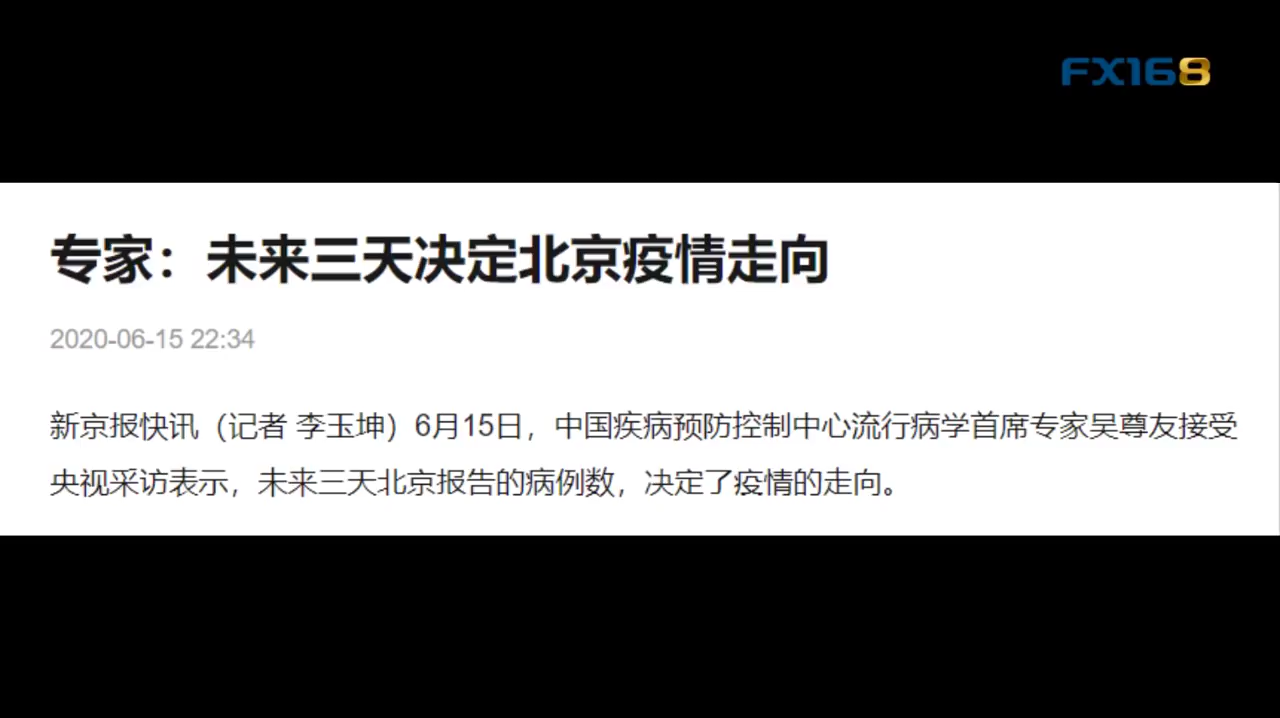 FX168
专家：未来三天决定北京疫情走向
2020-06-15 22:34
新京报快讯（记者 李玉坤）6月15日，中国疾病预防控制中心流行病学首席专家吴尊友接受
央视采访表示，未来三天北京报告的病例数，决定了疫情的走向。